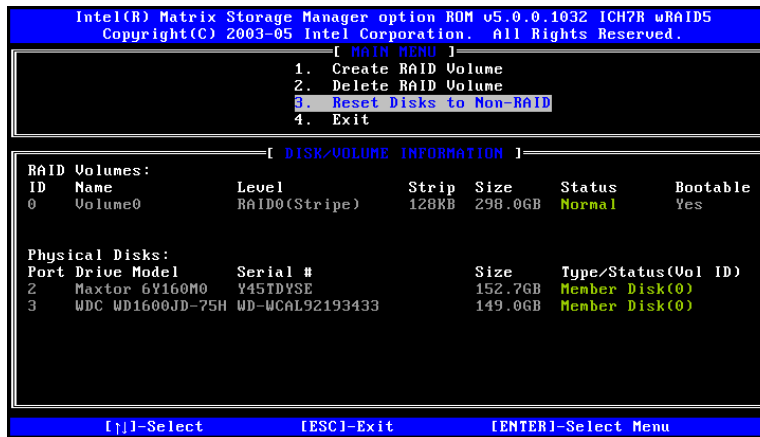 Intel(R) Matrix Storage Manager option ROM v5.0.0.1032 ICH7R wRAID5
Copyright(C) 2003-05 Intel Corporation. All Rights Reserved.
[ MAIN MENU ]
1. Create RAID Volume
2. Delete RAID Volume
3. Reset Disks to Non-RAID
4. Exit
[ DISK/VOLUME INFORMATION ]
RAID Volumes:
ID Name Level Strip Size Status Bootable
0 Volume0 RAID0(Stripe) 128KB 298.0GB Normal Yes
Physical Disks:
Port Drive Model Serial # Size Type/Status(Vol ID)
2 Maxtor 6Y160M0 Y45TDYSE 152.7GB Member Disk(0)
3 WDC WD1600JD-75H WD-WCAL92193433 149.0GB Member Disk(0)
[↑↓]-Select [ESC]-Exit [ENTER]-Select Menu